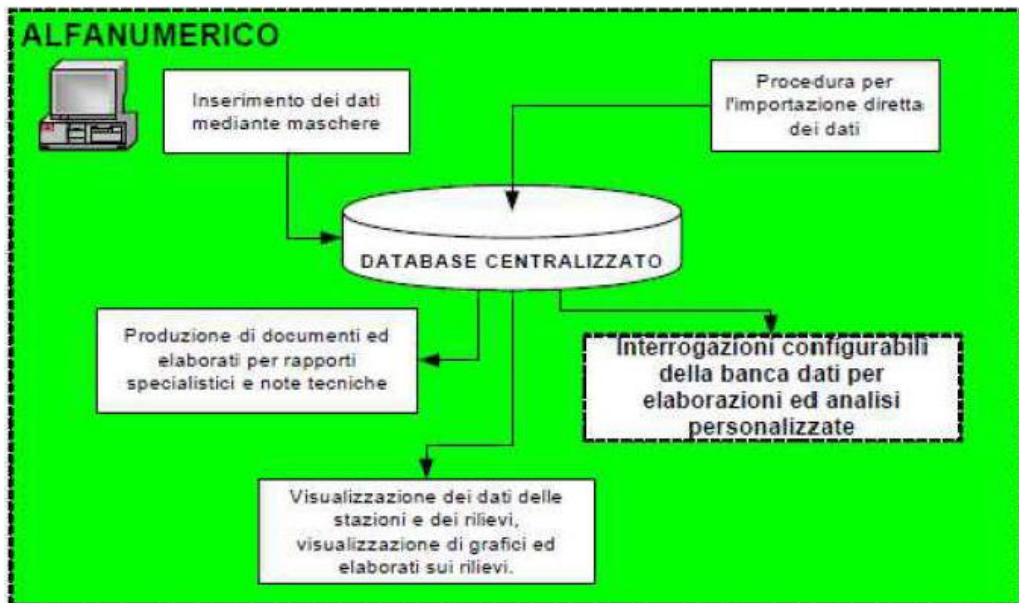 ALFANUMERICO
Inserimento dei dati
mediante maschere
Procedura per
l'importazione diretta
dei dati
DATABASE CENTRALIZZATO
Produzione di documenti ed
elaborati per rapporti
specialistici e note tecniche
Interrogazioni configurabili
della banca dati per
elaborazioni ed analisi
personalizzate
Visualizzazione dei dati delle
stazioni e dei rilievi,
visualizzazione di grafici ed
elaborati sui rilievi.